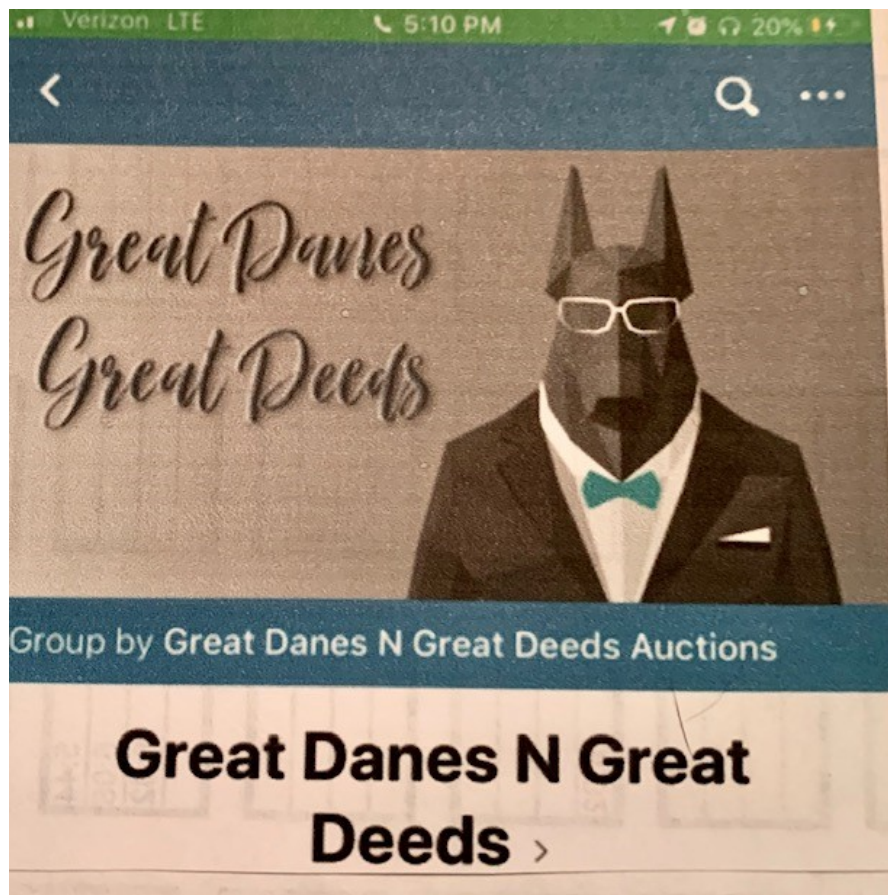 Verizon LTE 5:10 PM 20%
Great Danes
Great Deeds
Group by Great Danes N Great Deeds Auctions
Great Danes N Great
Deeds >